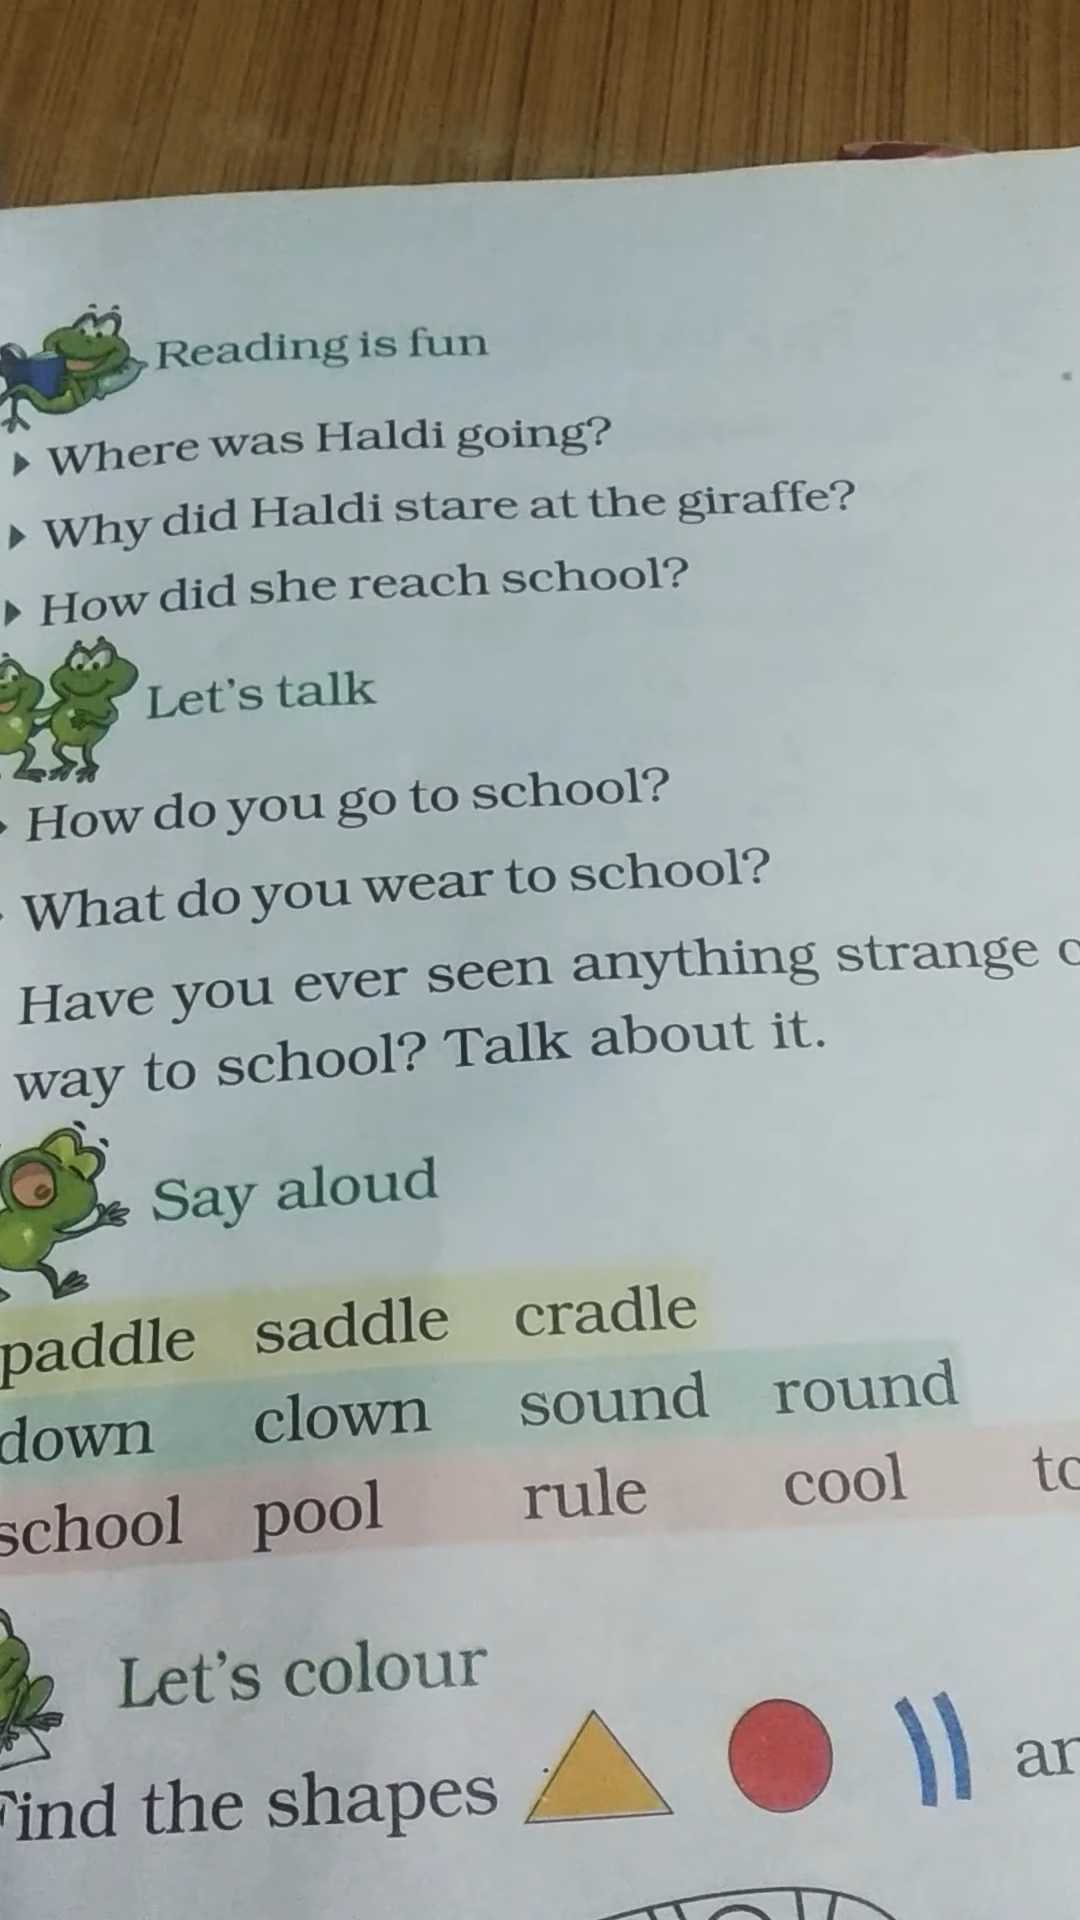 Reading is fun
Where was Haldi going?
Why did Haldi stare at the giraffe?
How did she reach school?
Let's talk
How do you go to school?
What do you wear to school?
Have you ever seen anything strange
way to school? Talk about it.
Say aloud
paddle saddle cradle
down clown sound round
school pool rule cool
Let's colour
Find the shapes